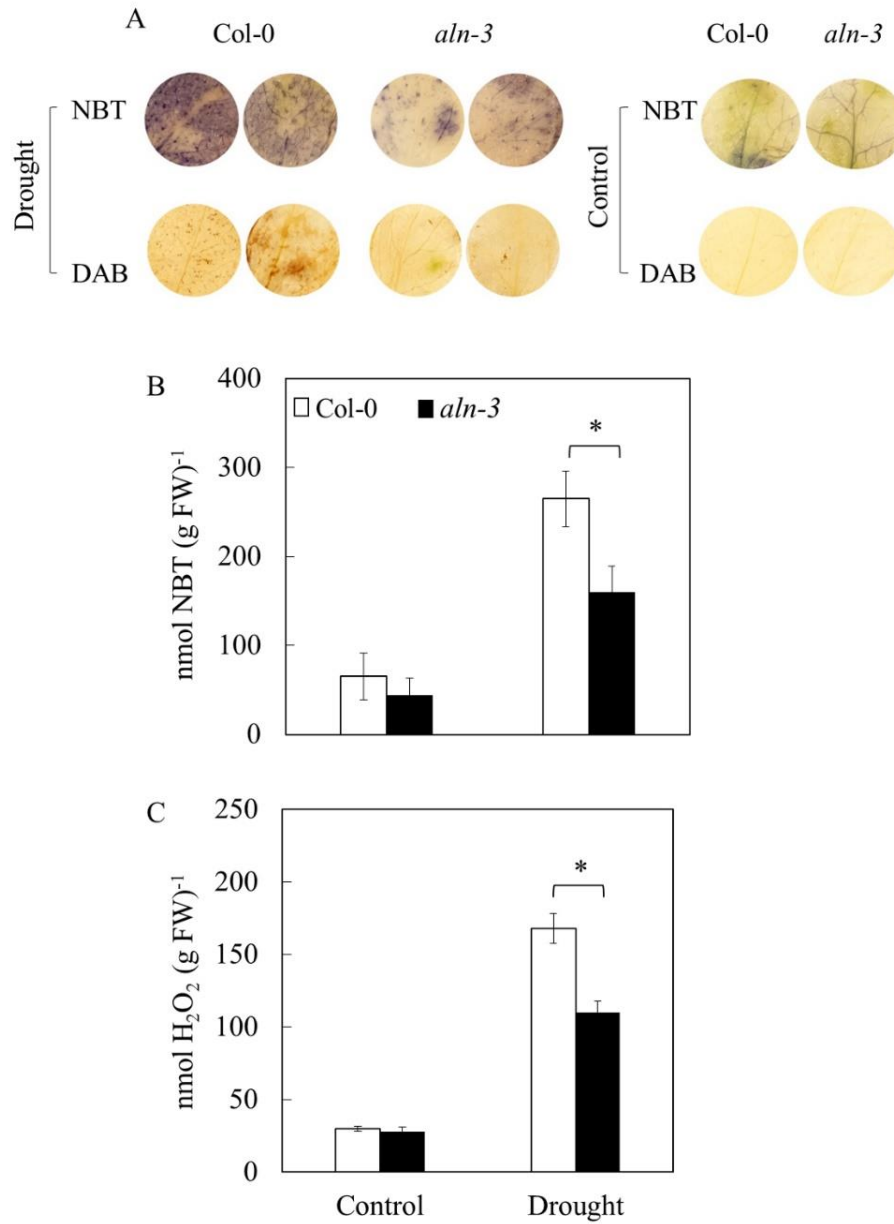 A
Col-0 aln-3 Col-0 aln-3
Drought NBT Control NBT
DAB DAB
B
400
Col-0 aln-3
*
300
200
100
0
nmol NBT (g FW)-1
C
250
*
200
150
100
50
0
nmol H2O2 (g FW)-1
Control Drought